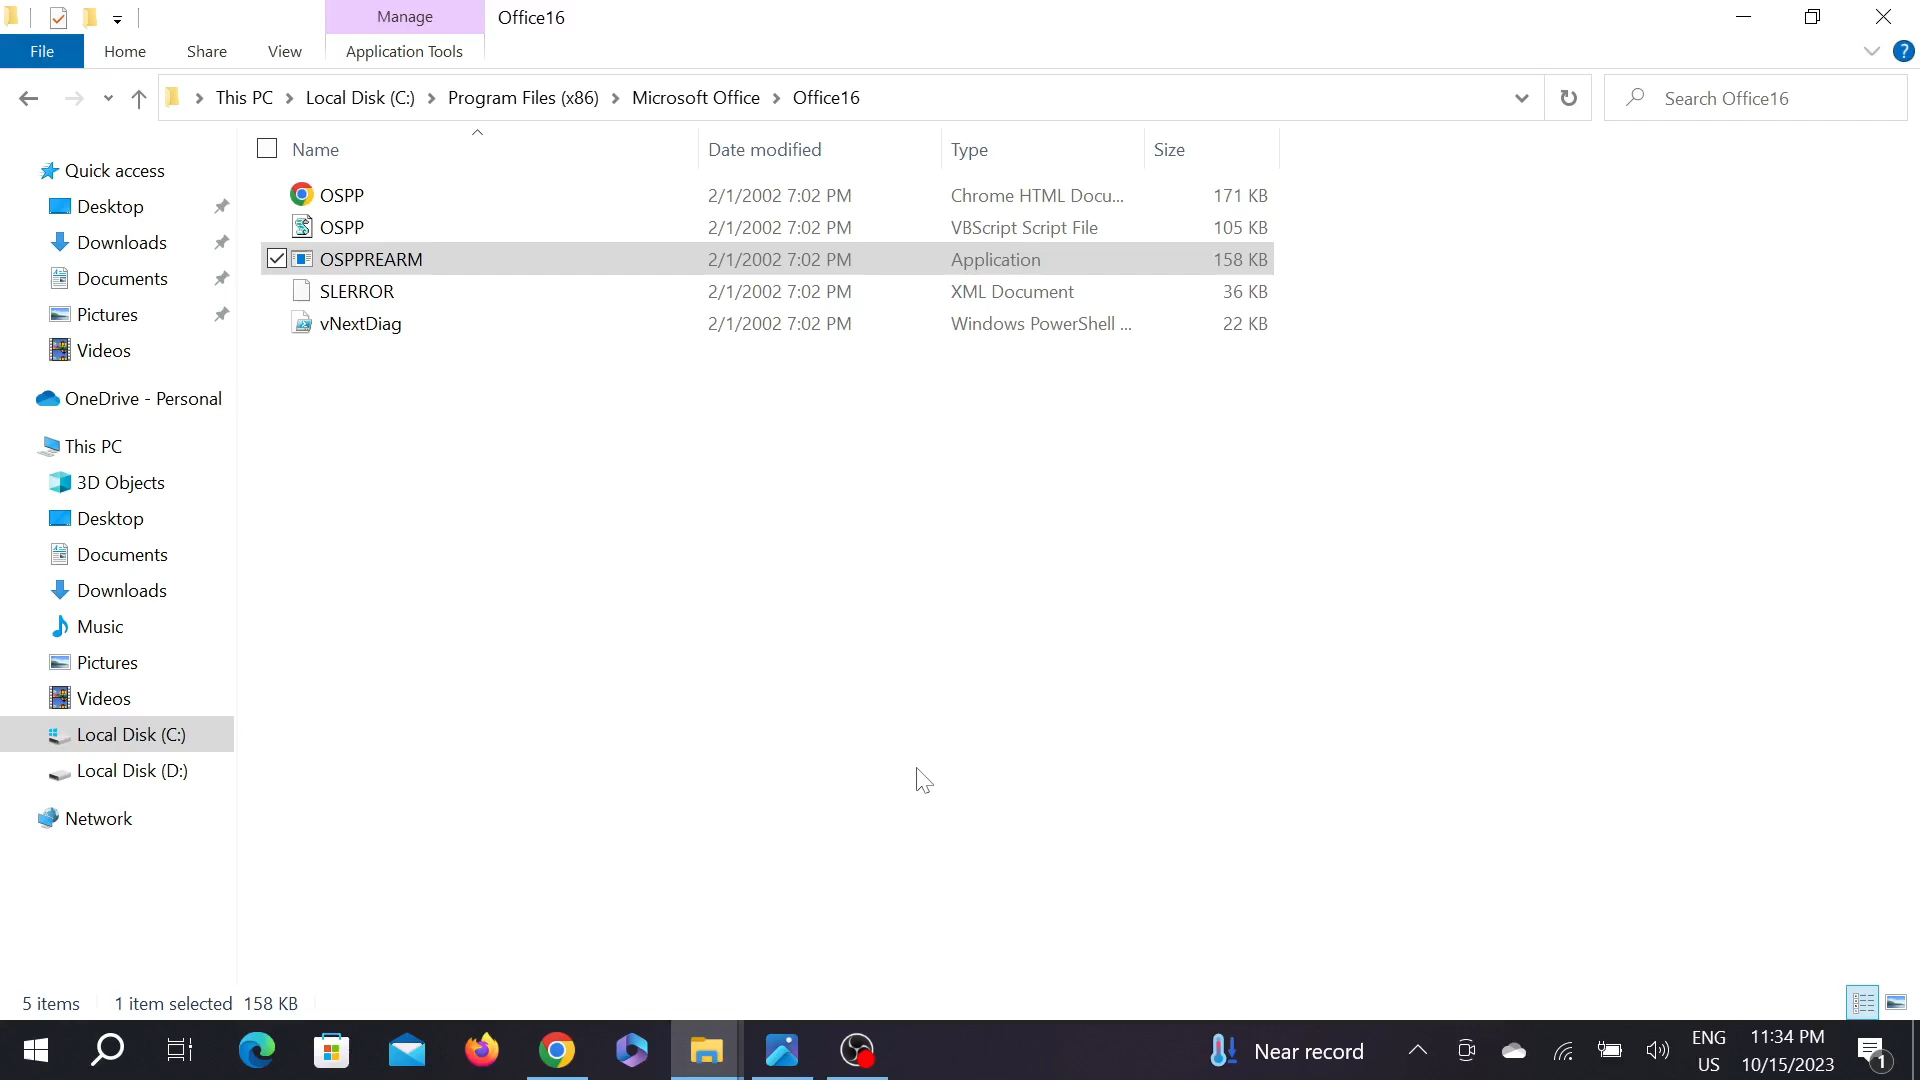 Manage
Office16
File
Home
Share
View
Application Tools
?
This PC
Local Disk (C:)
Program Files (x86)
Microsoft Office
Office16
Search Office16
Name
Date modified
Type
Size
OSPP 2/1/2002 7:02 PM Chrome HTML Docu... 171 KB
OSPP 2/1/2002 7:02 PM VBScript Script File 105 KB
OSPPREARM 2/1/2002 7:02 PM Application 158 KB
SLERROR 2/1/2002 7:02 PM XML Document 36 KB
vNextDiag 2/1/2002 7:02 PM Windows PowerShell ... 22 KB
Quick access
Desktop
Downloads
Documents
Pictures
Videos
OneDrive - Personal
This PC
3D Objects
Desktop
Documents
Downloads
Music
Pictures
Videos
Local Disk (C:)
Local Disk (D:)
Network
5 items
1 item selected 158 KB
Near record
ENG
US
11:34 PM
10/15/2023
1